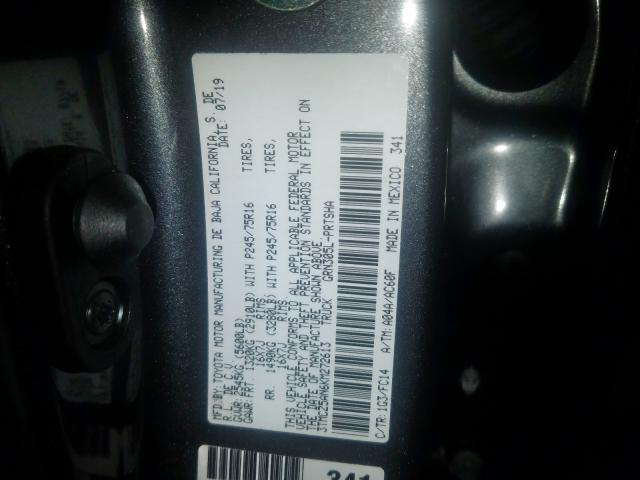 MFD.BY:TOYOTA MOTOR MANUFACTURING DE BAJA CALIFORNIA, S. DE
R.L. DE C.V. DATE: 07/19
GVWR: 2545KG (5600LB)
GAWR: FRT. 1320KG (2910LB) WITH P245/75R16 TIRES,
16X7J RIMS
RR. 1490KG (3280LB) WITH P245/75R16 TIRES,
16X7J RIMS
THIS VEHICLE CONFORMS TO ALL APPLICABLE FEDERAL MOTOR
VEHICLE SAFETY AND THEFT PREVENTION STANDARDS IN EFFECT ON
THE DATE OF MANUFACTURE SHOWN ABOVE.
3TMCZ5AN6KM272613 TRUCK GRN305L-PRTSHA
C/TR:1G3/FC14 A/TM:A04A/AC60F MADE IN MEXICO 341
341